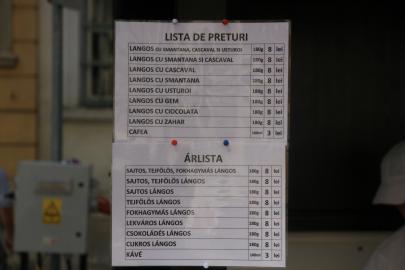 LISTA DE PRETURI
LANGOS CU SMANTANA, CASCAVAL SI USTUROI 180g 8 lei
LANGOS CU SMANTANA SI CASCAVAL 180g 8 lei
LANGOS CU CASCAVAL 180g 8 lei
LANGOS CU SMANTANA 180g 8 lei
LANGOS CU USTUROI 180g 8 lei
LANGOS CU GEM 180g 8 lei
LANGOS CU CIOCOLATA 180g 8 lei
LANGOS CU ZAHAR 180g 8 lei
CAFEA 3 lei
ÁRLISTA
SAJTOS, TEJFÖLÖS, FOKHAGYMÁS LÁNGOS 180g 8 lei
SAJTOS, TEJFÖLÖS LÁNGOS 180g 8 lei
SAJTOS LÁNGOS 180g 8 lei
TEJFÖLÖS LÁNGOS 180g 8 lei
FOKHAGYMÁS LÁNGOS 180g 8 lei
LEKVÁROS LÁNGOS 180g 8 lei
CSOKOLÁDÉS LÁNGOS 180g 8 lei
CUKROS LÁNGOS 180g 8 lei
KÁVÉ 3 lei